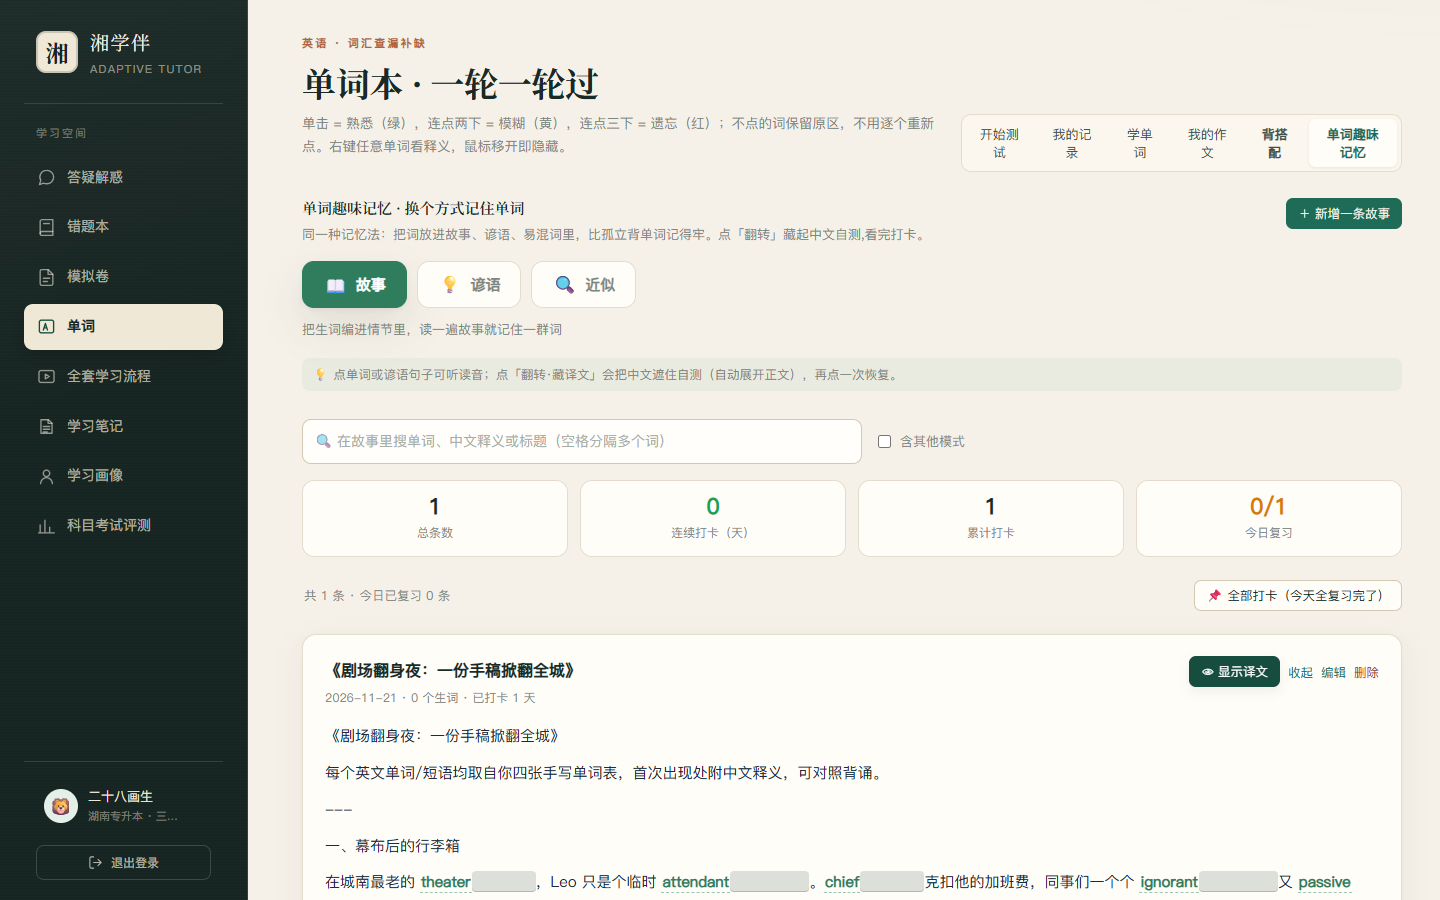 湘
湘学伴
ADAPTIVE TUTOR
学习空间
答疑解惑
错题本
模拟卷
单词
全套学习流程
学习笔记
学习画像
科目考试评测
二十八画生
湖南专升本 · 三…
退出登录
英语 · 词汇查漏补缺
单词本 · 一轮一轮过
单击 = 熟悉（绿），连点两下 = 模糊（黄），连点三下 = 遗忘（红）；不点的词保留原区，不用逐个重新
点。右键任意单词看释义，鼠标移开即隐藏。
开始测
试
我的记
录
学单
词
我的作
文
背搭
配
单词趣味
记忆
单词趣味记忆 · 换个方式记住单词
同一种记忆法：把词放进故事、谚语、易混词里，比孤立背单词记得牢。点「翻转」藏起中文自测,看完打卡。
＋ 新增一条故事
故事
谚语
近似
把生词编进情节里，读一遍故事就记住一群词
点单词或谚语句子可听读音；点「翻转·藏译文」会把中文遮住自测（自动展开正文），再点一次恢复。
在故事里搜单词、中文释义或标题（空格分隔多个词）
含其他模式
1
总条数
0
连续打卡（天）
1
累计打卡
0/1
今日复习
共 1 条 · 今日已复习 0 条
全部打卡（今天全复习完了）
《剧场翻身夜：一份手稿掀翻全城》
2026-11-21 · 0 个生词 · 已打卡 1 天
显示译文
收起
编辑
删除
《剧场翻身夜：一份手稿掀翻全城》
每个英文单词/短语均取自你四张手写单词表，首次出现处附中文释义，可对照背诵。
---
一、幕布后的行李箱
在城南最老的 theater，Leo 只是个临时 attendant。chief克扣他的加班费，同事们一个个 ignorant又 passive